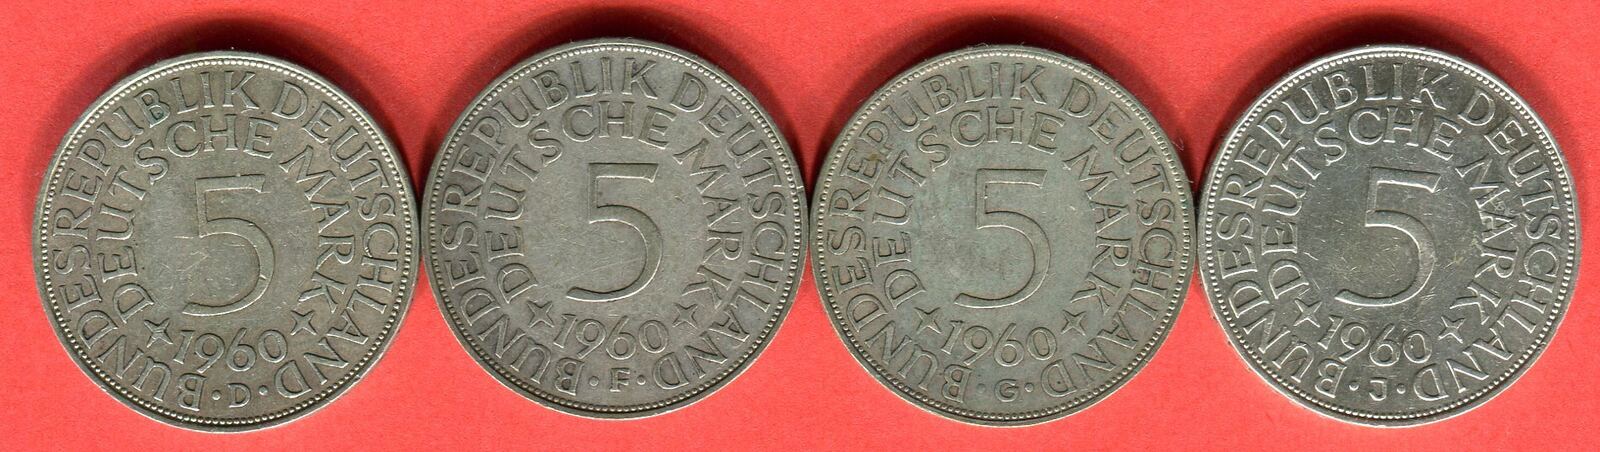 BUNDESREPUBLIK DEUTSCHLAND
DEUTSCHE MARK
5
1960
· D ·
BUNDESREPUBLIK DEUTSCHLAND
DEUTSCHE MARK
5
1960
· F ·
BUNDESREPUBLIK DEUTSCHLAND
DEUTSCHE MARK
5
1960
· G ·
BUNDESREPUBLIK DEUTSCHLAND
DEUTSCHE MARK
5
1960
· J ·